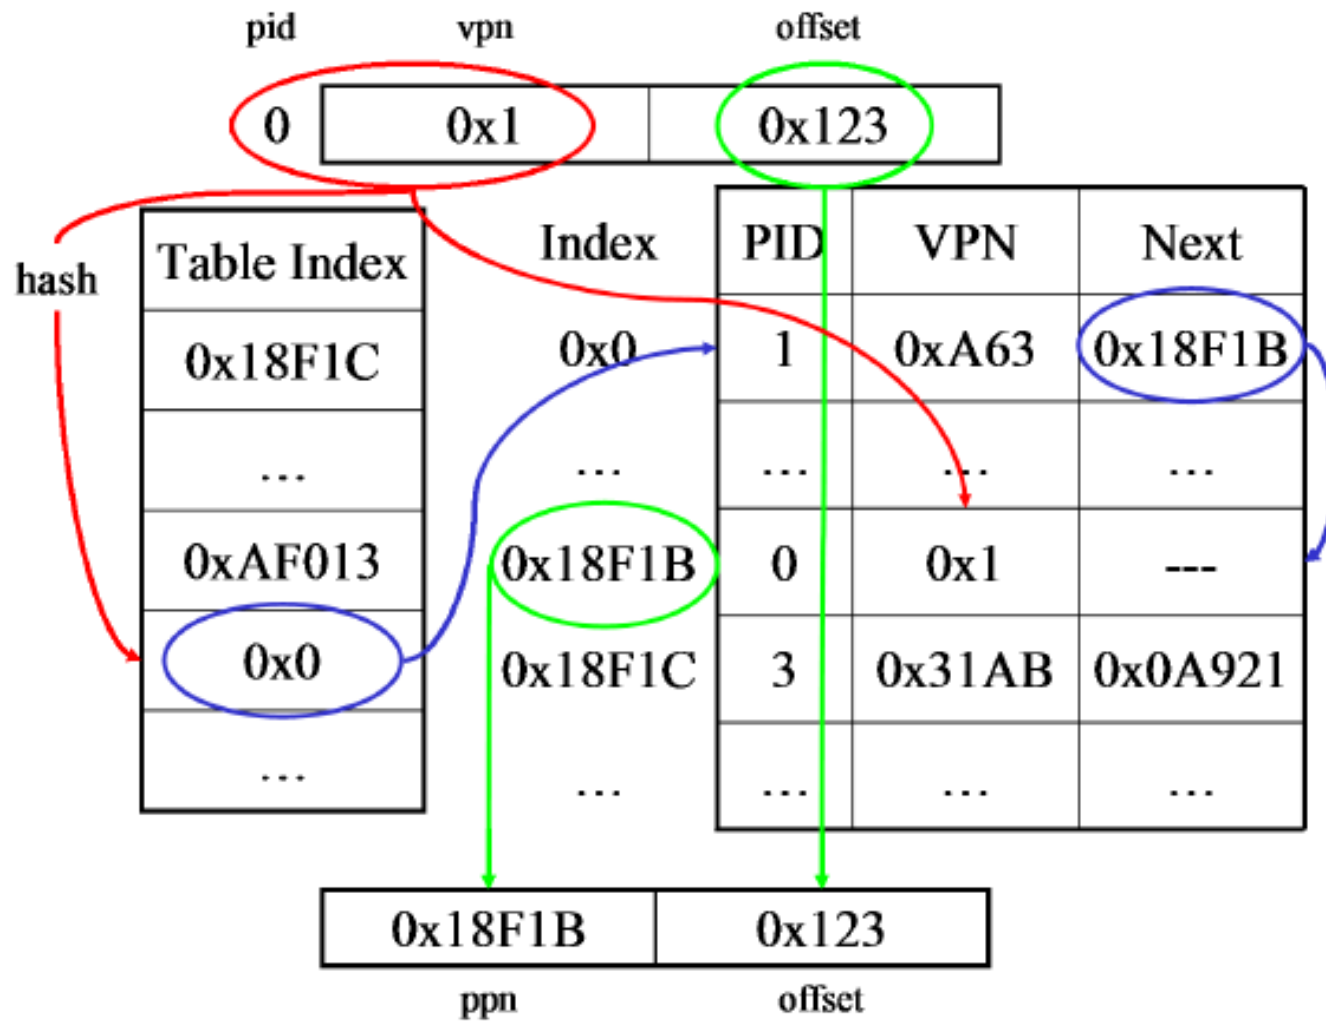 pid vpn offset
0 0x1 0x123
hash
Table Index
0x18F1C
...
0xAF013
0x0
...
Index PID VPN Next
0x0 1 0xA63 0x18F1B
... ... ... ...
0x18F1B 0 0x1 ---
0x18F1C 3 0x31AB 0x0A921
... ... ... ...
0x18F1B 0x123
ppn offset